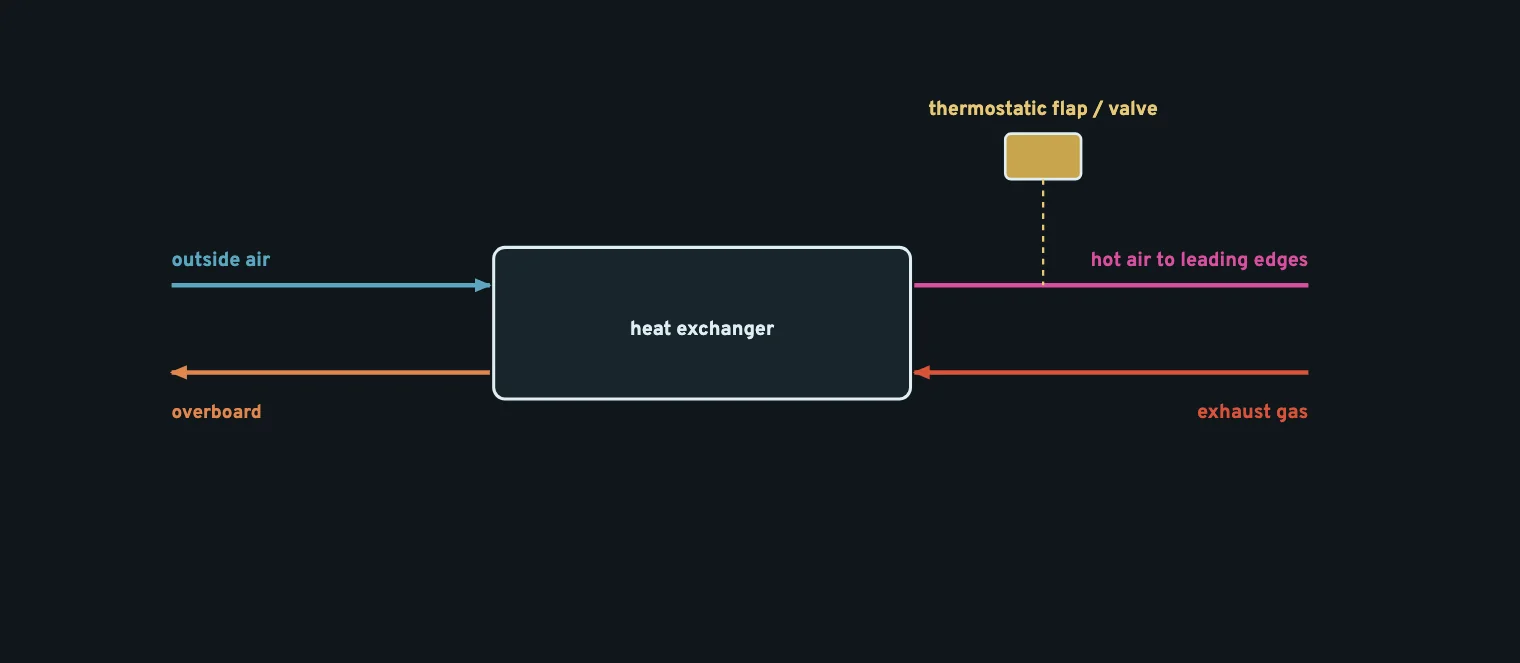 thermostatic flap / valve
outside air
hot air to leading edges
heat exchanger
overboard
exhaust gas